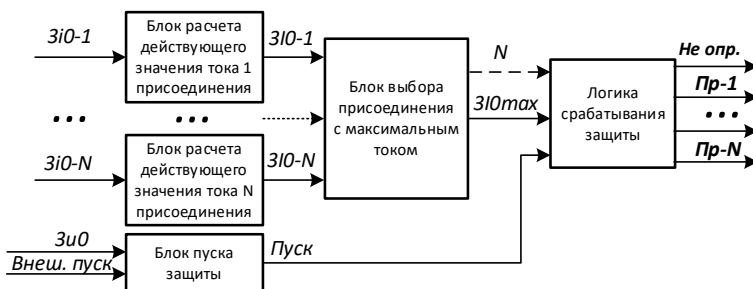 3i0-1
Блок расчета
действующего
значения тока 1
присоединения
3I0-1
...
...
3i0-N
Блок расчета
действующего
значения тока N
присоединения
3I0-N
Блок выбора
присоединения
с максимальным
током
N
3I0max
Логика
срабатывания
защиты
Не опр.
Пр-1
...
Пр-N
3u0
Внеш. пуск
Блок пуска
защиты
Пуск